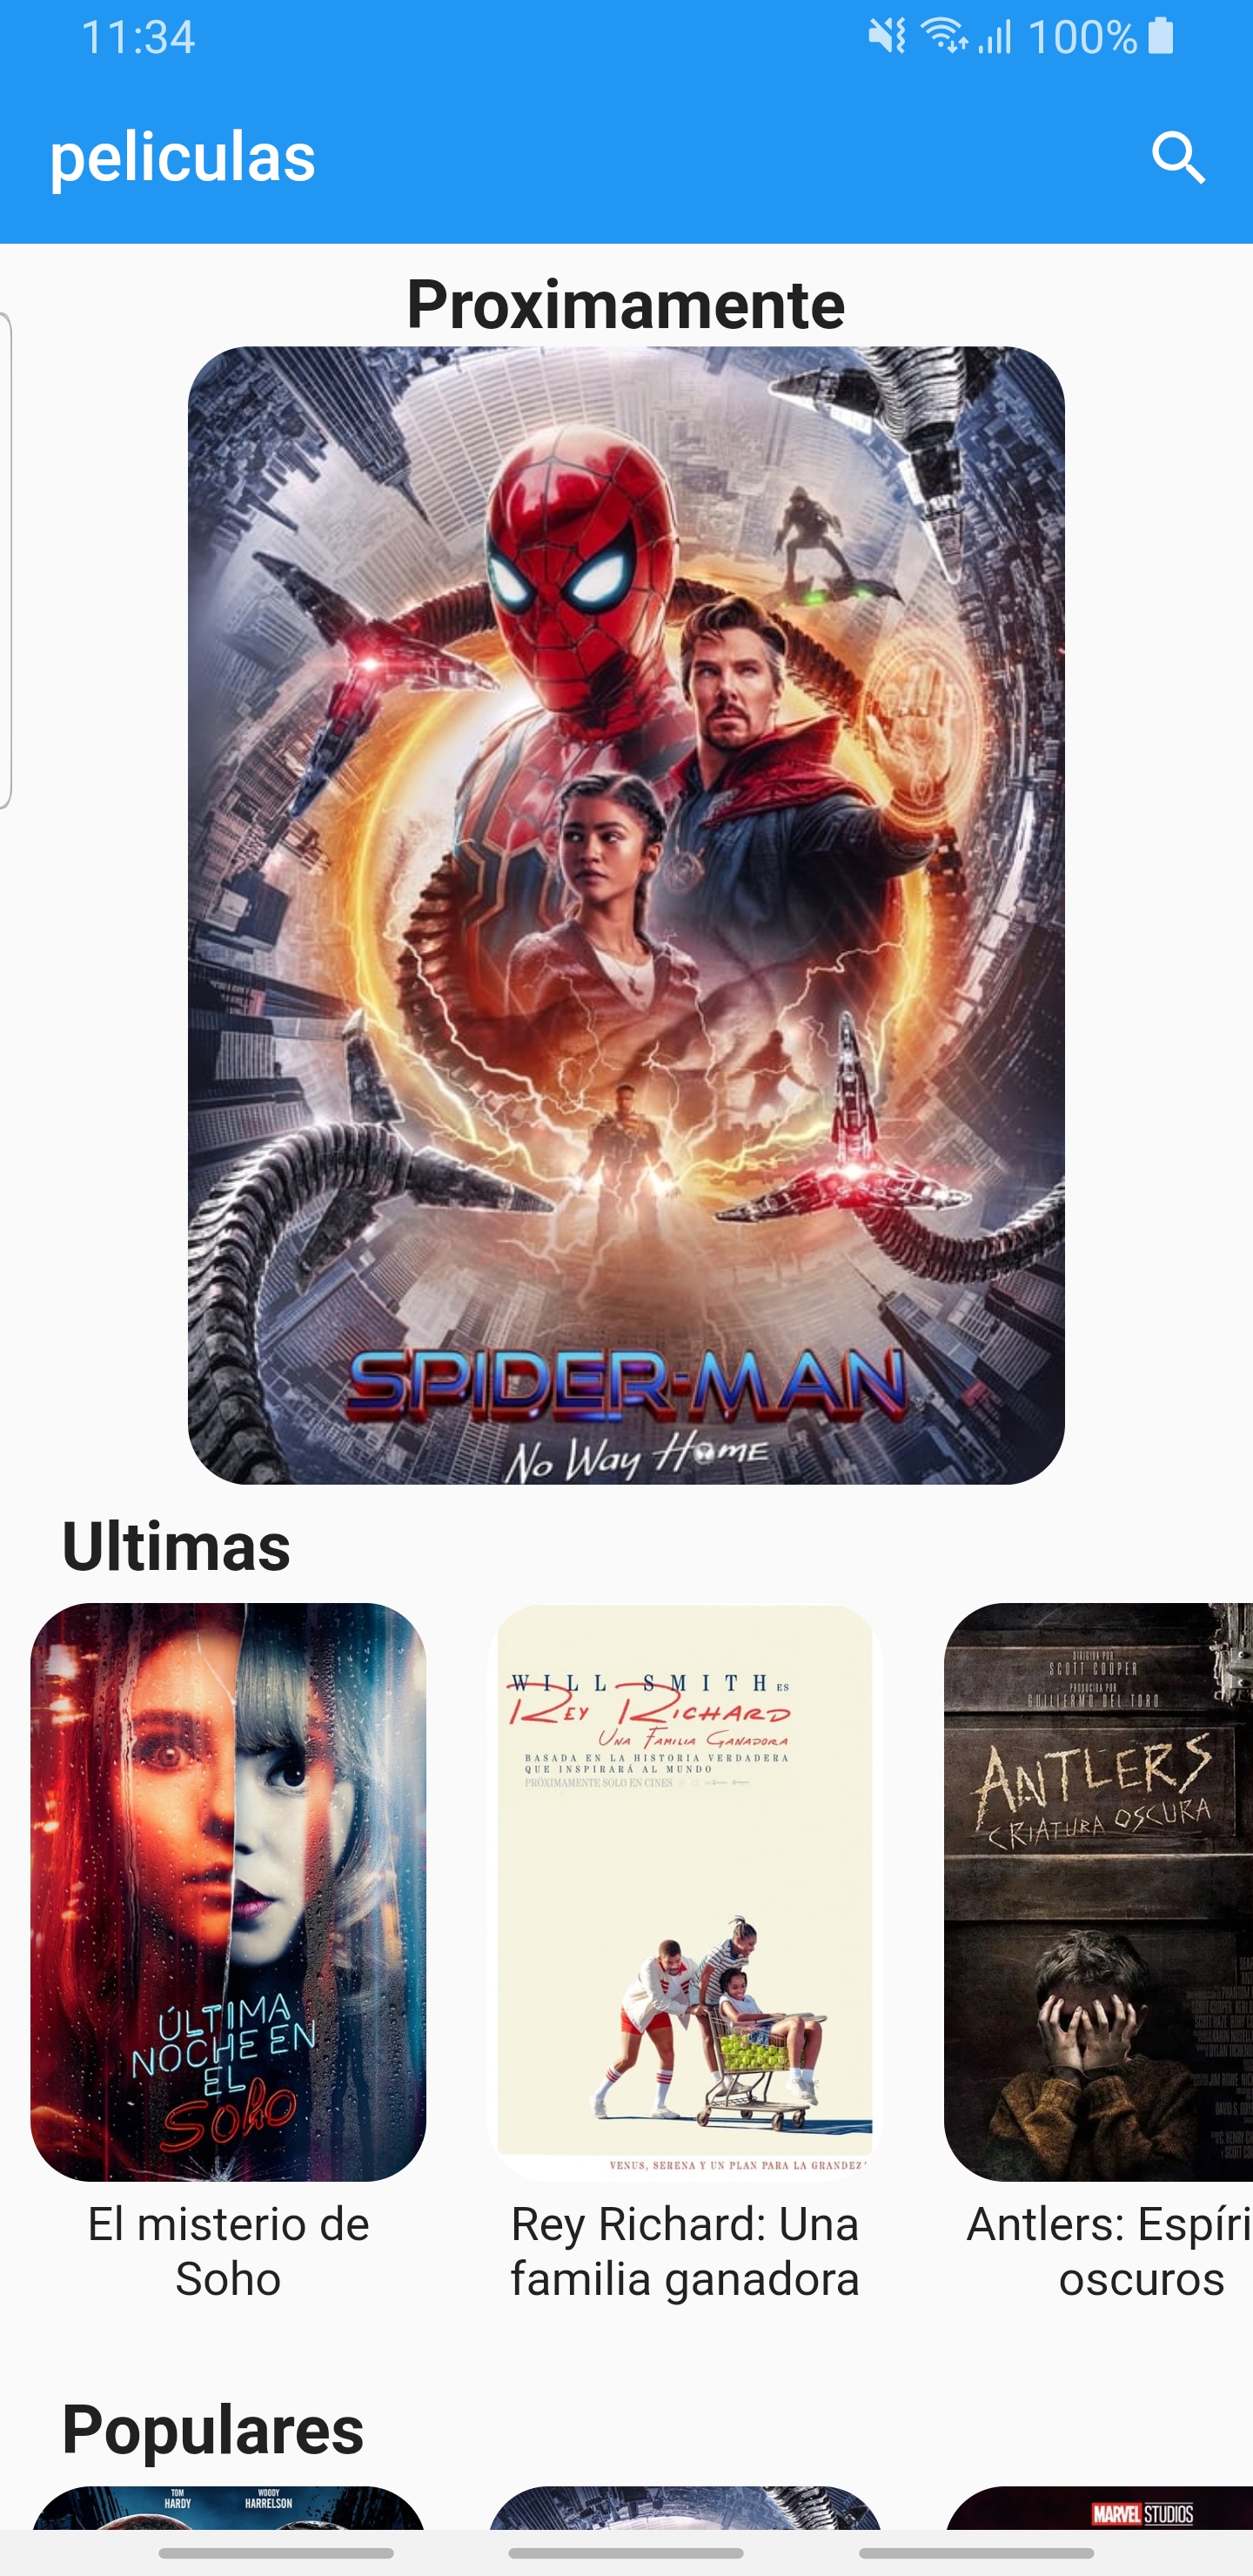 11:34
100%
peliculas
Proximamente
SPIDER-MAN
No Way Home
Ultimas
ÚLTIMA
NOCHE EN
EL
Soho
El misterio de
Soho
WILL SMITH ES
REY RICHARD
UNA FAMILIA GANADORA
BASADA EN LA HISTORIA VERDADERA
QUE INSPIRARÁ AL MUNDO
PRÓXIMAMENTE SOLO EN CINES
VENUS, SERENA Y UN PLAN PARA LA GRANDEZ
Rey Richard: Una
familia ganadora
DIRIGIDA POR
SCOTT COOPER
PRODUCIDA POR
GUILLERMO DEL TORO
ANTLERS
CRIATURA OSCURA
Antlers: Espíri
oscuros
Populares
TOM
HARDY
WOODY
HARRELSON
MARVEL STUDIOS